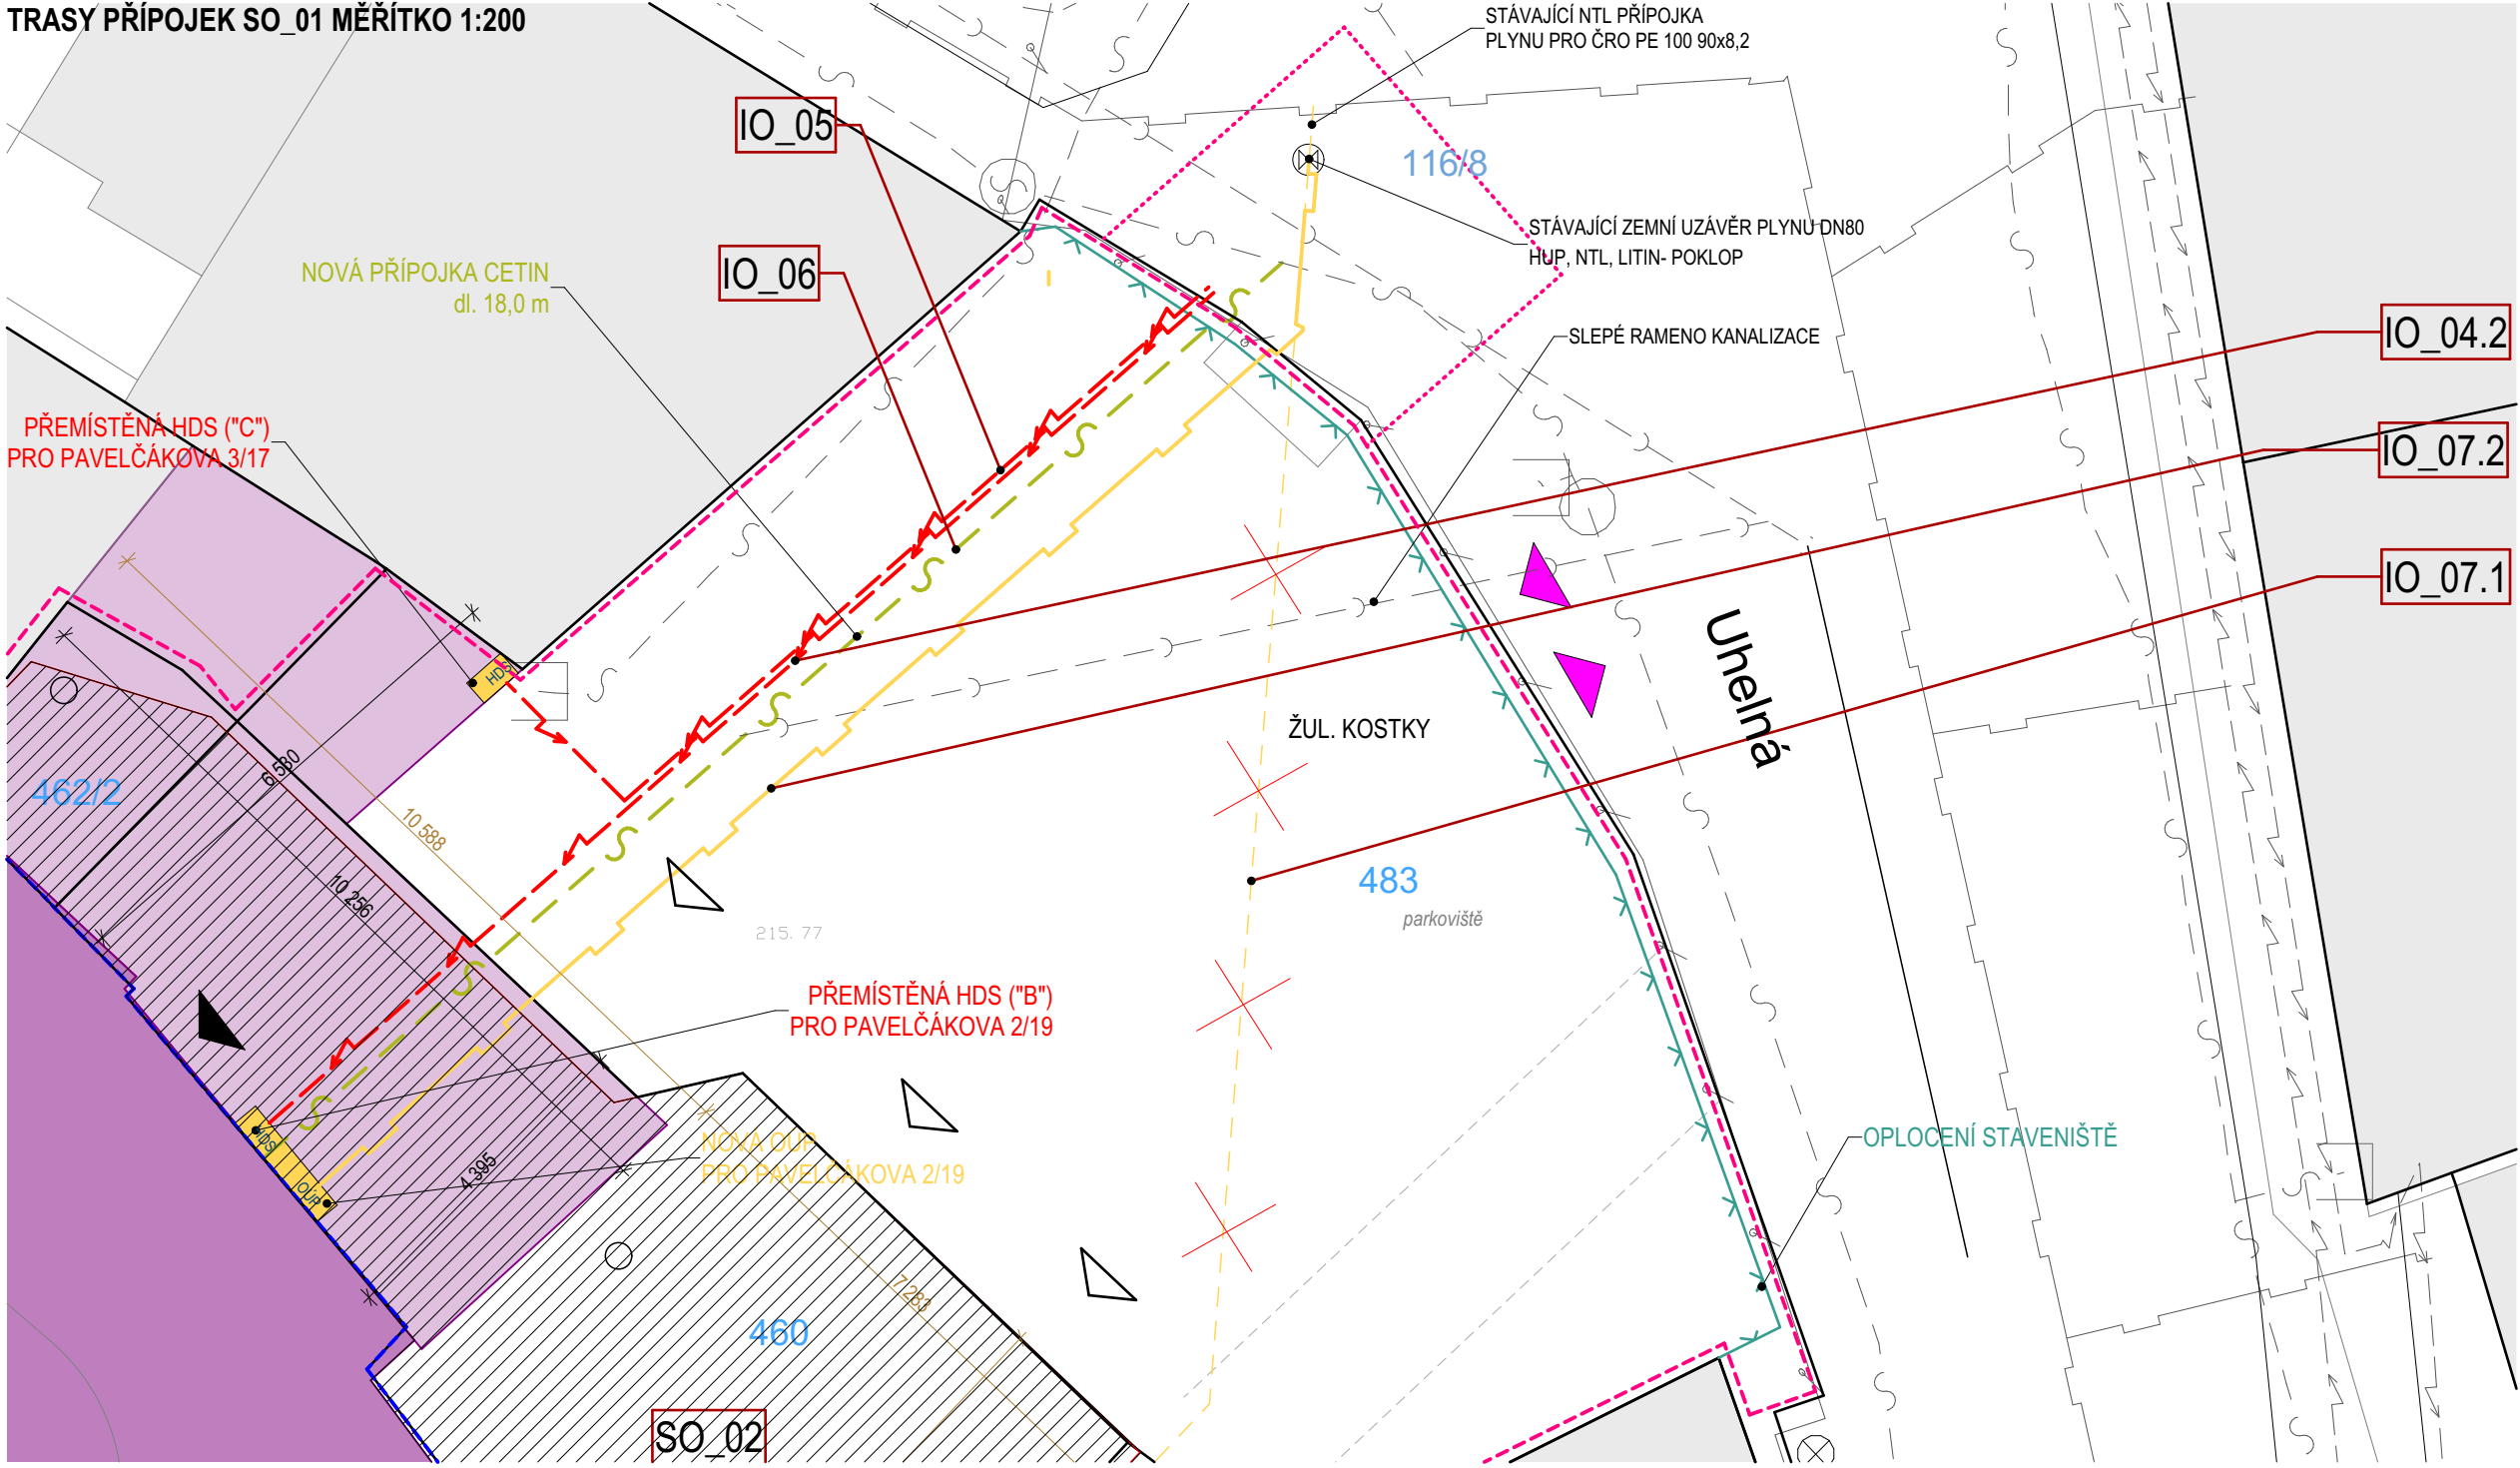 TRASY PŘÍPOJEK SO_01 MĚŘÍTKO 1:200
STÁVAJÍCÍ NTL PŘÍPOJKA
PLYNU PRO ČRO PE 100 90x8,2
IO_05
116/8
STÁVAJÍCÍ ZEMNÍ UZÁVĚR PLYNU DN80
HUP, NTL, LITIN- POKLOP
IO_06
NOVÁ PŘÍPOJKA CETIN
dl. 18,0 m
SLEPÉ RAMENO KANALIZACE
IO_04.2
PŘEMÍSTĚNÁ HDS ("C")
PRO PAVELČÁKOVA 3/17
IO_07.2
IO_07.1
HDS
Uhelná
ŽUL. KOSTKY
6 530
462/2
10 588
10 256
483
parkoviště
215.77
PŘEMÍSTĚNÁ HDS ("B")
PRO PAVELČÁKOVA 2/19
HDS
NOVÁ OÚP
PRO PAVELČÁKOVA 2/19
OÚP
4 395
OPLOCENÍ STAVENIŠTĚ
7 283
460
SO_02